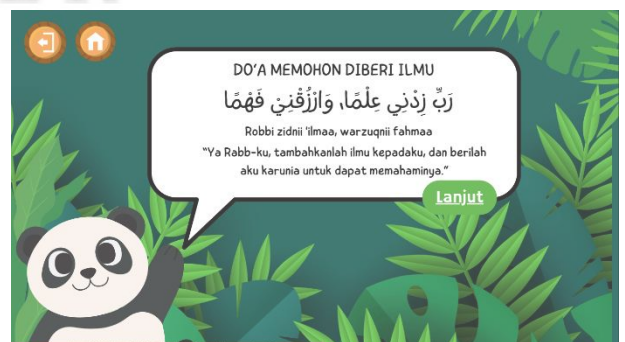 DO'A MEMOHON DIBERI ILMU
رَبِّ زِدْنِي عِلْمًا، وَارْزُقْنِيْ فَهْمًا
Robbi zidnii 'ilmaa, warzuqnii fahmaa
"Ya Rabb-ku, tambahkanlah ilmu kepadaku, dan berilah
aku karunia untuk dapat memahaminya."
Lanjut